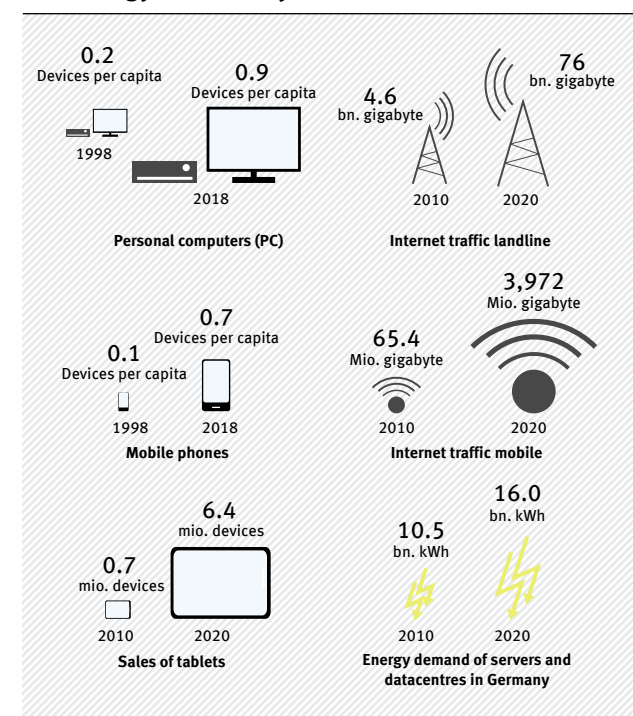 0.2
Devices per capita
1998
0.9
Devices per capita
2018
Personal computers (PC)
4.6
bn. gigabyte
2010
76
bn. gigabyte
2020
Internet traffic landline
0.1
Devices per capita
1998
0.7
Devices per capita
2018
Mobile phones
65.4
Mio. gigabyte
2010
3,972
Mio. gigabyte
2020
Internet traffic mobile
0.7
mio. devices
2010
6.4
mio. devices
2020
Sales of tablets
10.5
bn. kWh
2010
16.0
bn. kWh
2020
Energy demand of servers and
datacentres in Germany